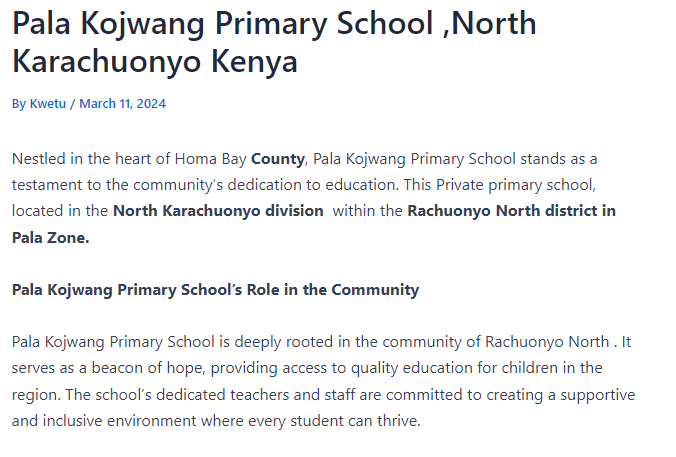 Pala Kojwang Primary School ,North
Karachuonyo Kenya
By Kwetu / March 11, 2024
Nestled in the heart of Homa Bay County, Pala Kojwang Primary School stands as a
testament to the community’s dedication to education. This Private primary school,
located in the North Karachuonyo division  within the Rachuonyo North district in
Pala Zone.
Pala Kojwang Primary School’s Role in the Community
Pala Kojwang Primary School is deeply rooted in the community of Rachuonyo North . It
serves as a beacon of hope, providing access to quality education for children in the
region. The school’s dedicated teachers and staff are committed to creating a supportive
and inclusive environment where every student can thrive.